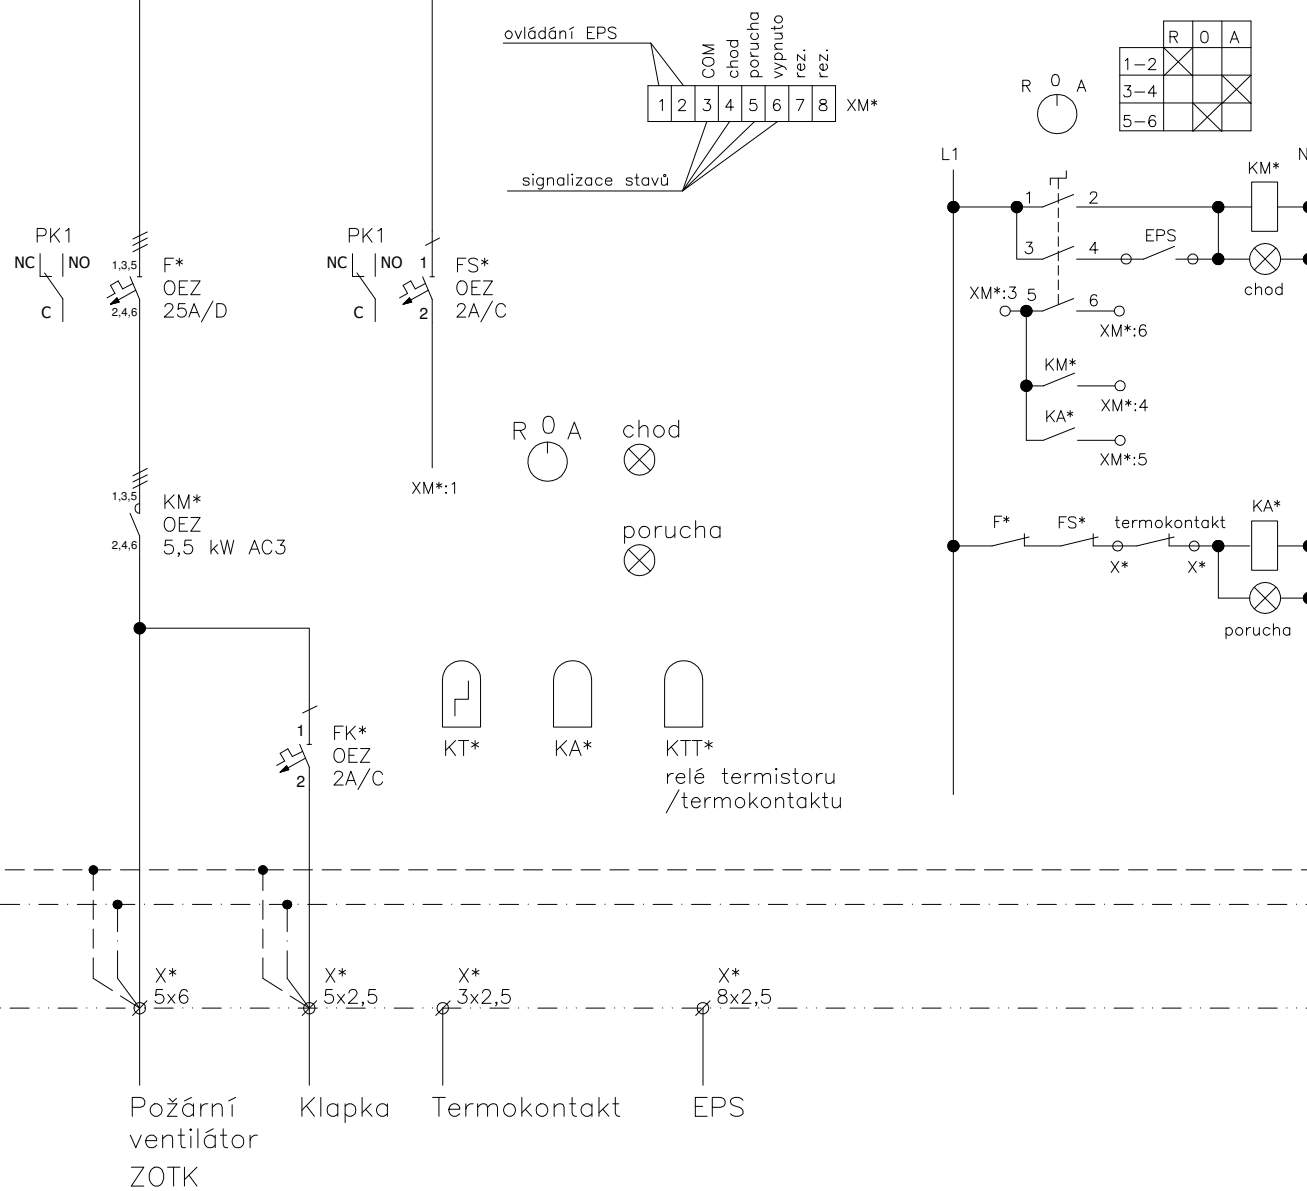 ovládání EPS
COM
chod
porucha
vypnuto
rez.
rez.
1 2 3 4 5 6 7 8 XM*
signalizace stavů
R 0 A
R 0 A
1-2
3-4
5-6
L1
N
KM*
1 2
3 4
EPS
chod
XM*:3 5 6
XM*:6
KM*
XM*:4
KA*
XM*:5
F* FS* termokontakt
X* X*
KA*
porucha
PK1
NC NO
C
1,3,5
2,4,6
F*
OEZ
25A/D
PK1
NC NO
C
1
2
FS*
OEZ
2A/C
XM*:1
R 0 A
chod
porucha
1,3,5
2,4,6
KM*
OEZ
5,5 kW AC3
1
2
FK*
OEZ
2A/C
KT*
KA*
KTT*
relé termistoru
/termokontaktu
X*
5x6
X*
5x2,5
X*
3x2,5
X*
8x2,5
Požární
ventilátor
ZOTK
Klapka
Termokontakt
EPS